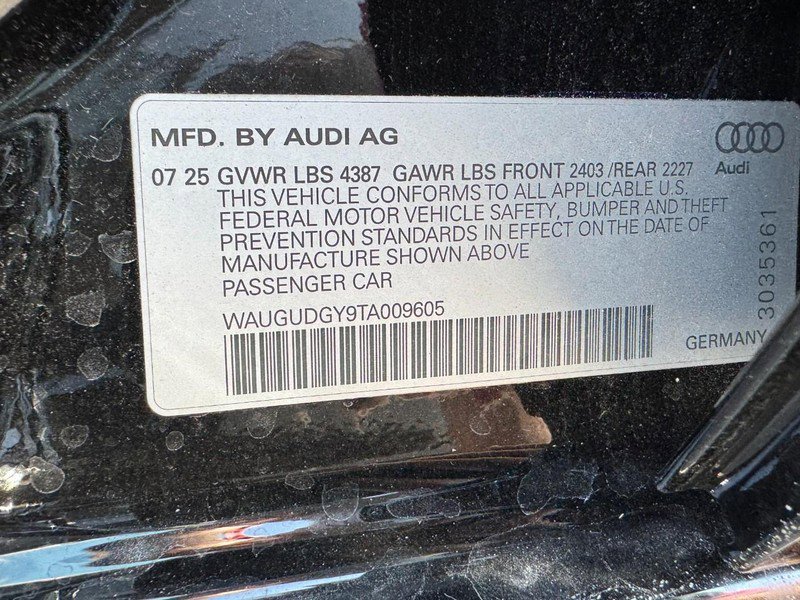 MFD. BY AUDI AG
Audi
07 25 GVWR LBS 4387 GAWR LBS FRONT 2403 /REAR 2227
THIS VEHICLE CONFORMS TO ALL APPLICABLE U.S.
FEDERAL MOTOR VEHICLE SAFETY, BUMPER AND THEFT
PREVENTION STANDARDS IN EFFECT ON THE DATE OF
MANUFACTURE SHOWN ABOVE
PASSENGER CAR
WAUGUDGY9TA009605
GERMANY
3035361